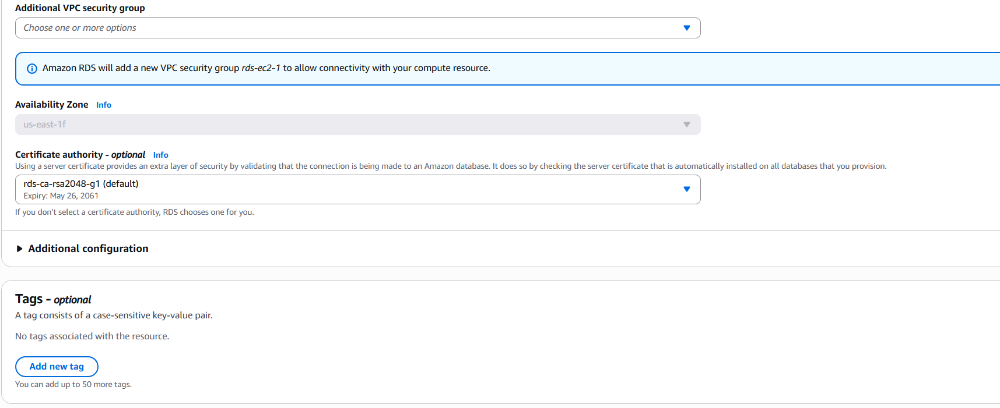 Additional VPC security group
Choose one or more options
Amazon RDS will add a new VPC security group rds-ec2-1 to allow connectivity with your compute resource.
Availability Zone Info
us-east-1f
Certificate authority - optional Info
Using a server certificate provides an extra layer of security by validating that the connection is being made to an Amazon database. It does so by checking the server certificate that is automatically installed on all databases that you provision.
rds-ca-rsa2048-g1 (default)
Expiry: May 26, 2061
If you don't select a certificate authority, RDS chooses one for you.
Additional configuration
Tags - optional
A tag consists of a case-sensitive key-value pair.
No tags associated with the resource.
Add new tag
You can add up to 50 more tags.